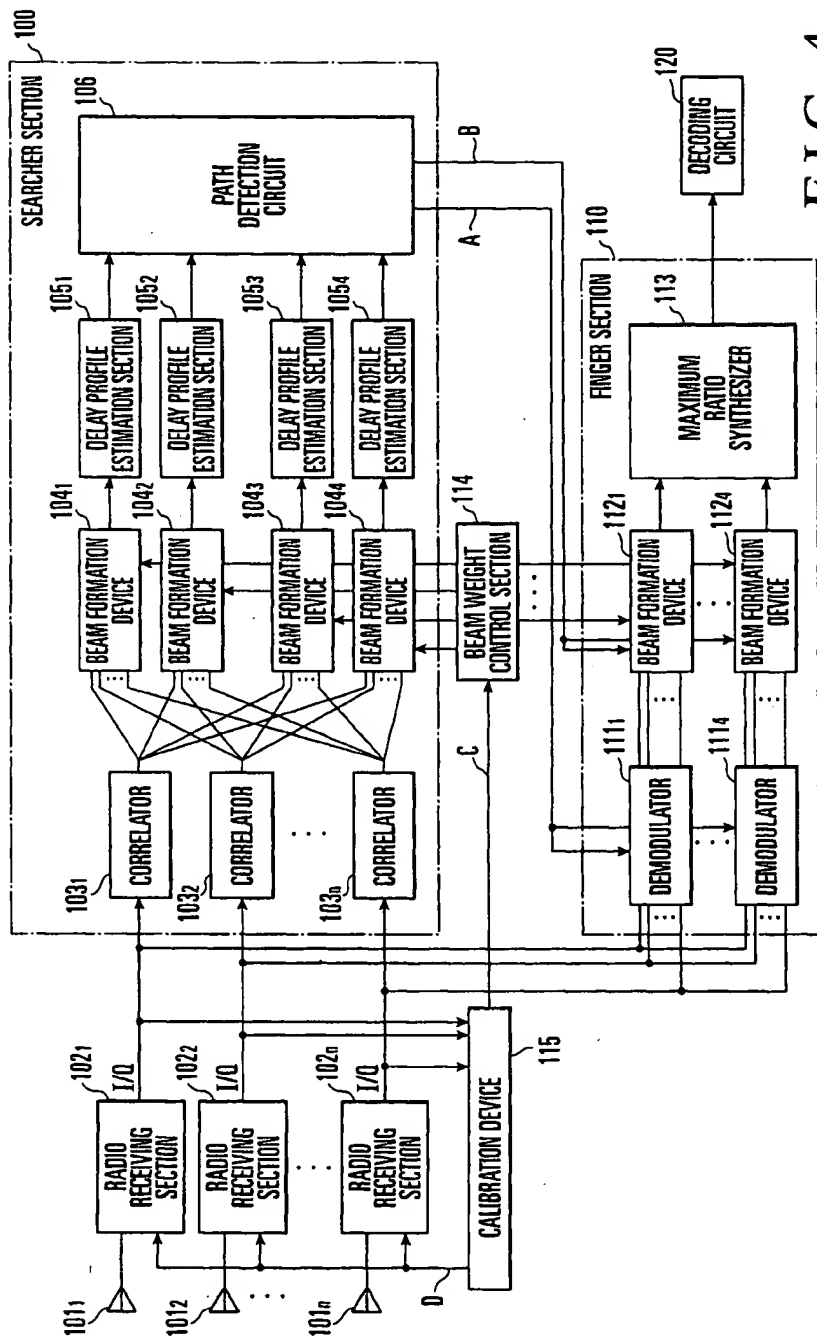 100
SEARCHER SECTION
106
PATH
DETECTION
CIRCUIT
1051
DELAY PROFILE
ESTIMATION SECTION
1052
DELAY PROFILE
ESTIMATION SECTION
1053
DELAY PROFILE
ESTIMATION SECTION
1054
DELAY PROFILE
ESTIMATION SECTION
1041
BEAM FORMATION
DEVICE
1042
BEAM FORMATION
DEVICE
1043
BEAM FORMATION
DEVICE
1044
BEAM FORMATION
DEVICE
1031
CORRELATOR
1032
CORRELATOR
103n
CORRELATOR
1021
I/Q
RADIO
RECEIVING
SECTION
1022
I/Q
RADIO
RECEIVING
SECTION
102n
I/Q
RADIO
RECEIVING
SECTION
1011
1012
101n
A
B
C
D
114
BEAM WEIGHT
CONTROL SECTION
115
CALIBRATION DEVICE
110
FINGER SECTION
1111
DEMODULATOR
1114
DEMODULATOR
1121
BEAM FORMATION
DEVICE
1124
BEAM FORMATION
DEVICE
113
MAXIMUM
RATIO
SYNTHESIZER
120
DECODING
CIRCUIT